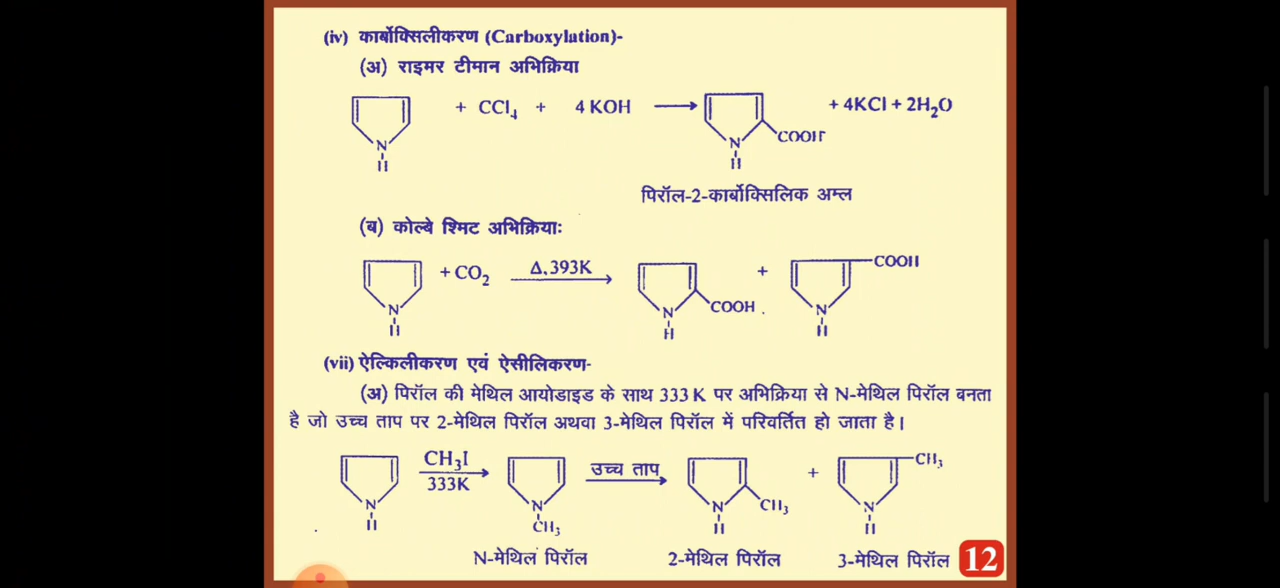 (iv) कार्बोक्सिलीकरण (Carboxylation)-
(अ) राइमर टीमान अभिक्रिया
N H + CCl₄ + 4 KOH → N H COOH + 4KCl + 2H₂O
पिरॉल-2-कार्बोक्सिलिक अम्ल
(ब) कोल्बे श्मिट अभिक्रियाः
N H + CO₂ Δ, 393K → N H COOH . + N H COOH
(vii) ऐल्किलीकरण एवं ऐसीलिकरण-
(अ) पिरॉल की मेथिल आयोडाइड के साथ 333 K पर अभिक्रिया से N-मेथिल पिरॉल बनता
है जो उच्च ताप पर 2-मेथिल पिरॉल अथवा 3-मेथिल पिरॉल में परिवर्तित हो जाता है।
N H CH₃I 333K → N CH₃ उच्च ताप → N H CH₃ + N H CH₃
N-मेथिल पिरॉल 2-मेथिल पिरॉल 3-मेथिल पिरॉल 12